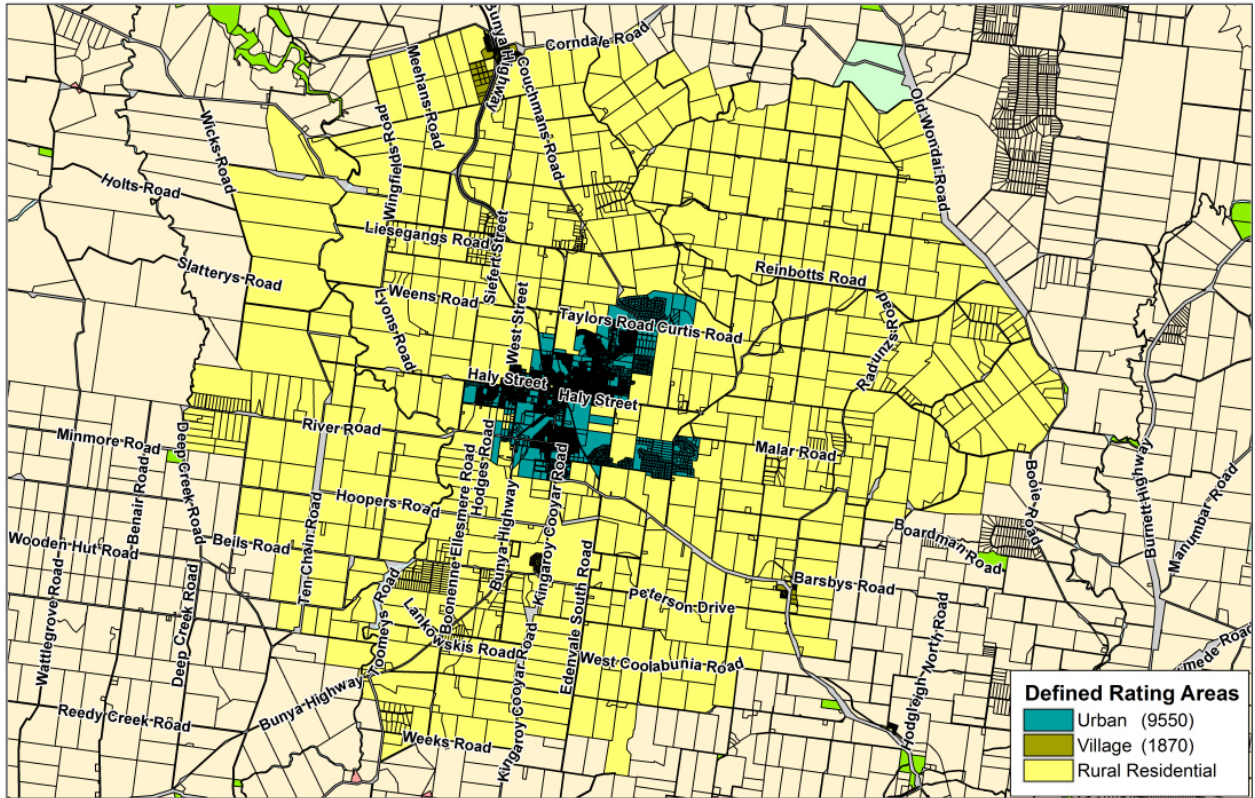 Bunya Highway
Corndale Road
Meehans Road
Couchmans Road
Old Wondai Road
Wicks Road
Wingfields Road
Holts Road
Liesegangs Road
Siefert Street
Slatterys Road
Weens Road
Reinbotts Road
Lyons Road
West Street
Taylors Road
Curtis Road
Radunzs Road
Haly Street
Haly Street
River Road
Minmore Road
Malar Road
Deep Creek Road
Benair Road
Boonenne Ellesmere Road
Hodges Road
Kingaroy Cooyar Road
Bunya Highway
Hoopers Road
Boole Road
Burnett Highway
Manumbar Road
Boardman Road
Wooden Hut Road
Beils Road
Ten Chain Road
Barsbys Road
Peterson Drive
Wattlegrove Road
Deep Creek Road
Toomeys Road
Lankowskis Road
Edenvale South Road
West Coolabunia Road
Hodgleigh North Road
rmede Road
Reedy Creek Road
Bunya Highway
Weeks Road
Kingaroy Cooyar Road
Defined Rating Areas
Urban (9550)
Village (1870)
Rural Residential